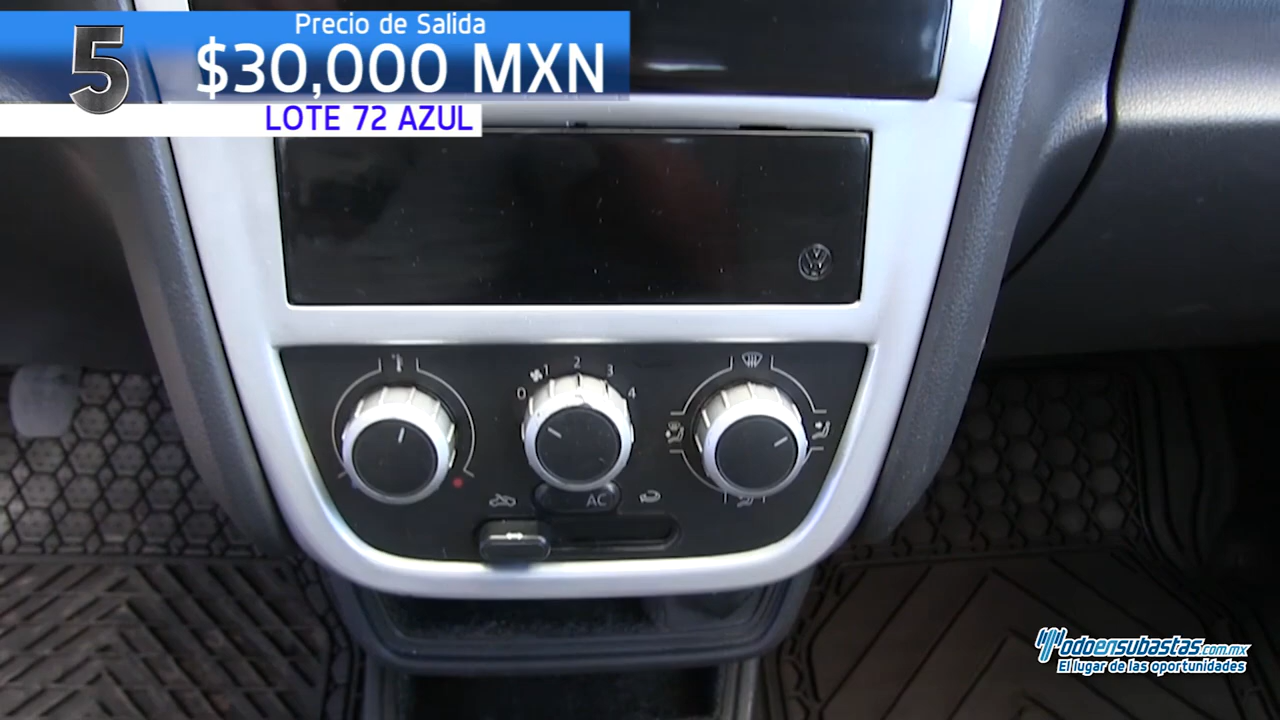 5
Precio de Salida
$30,000 MXN
LOTE 72 AZUL
0 1 2 3 4
AC
Todoensubastas.com.mx
El lugar de las oportunidades